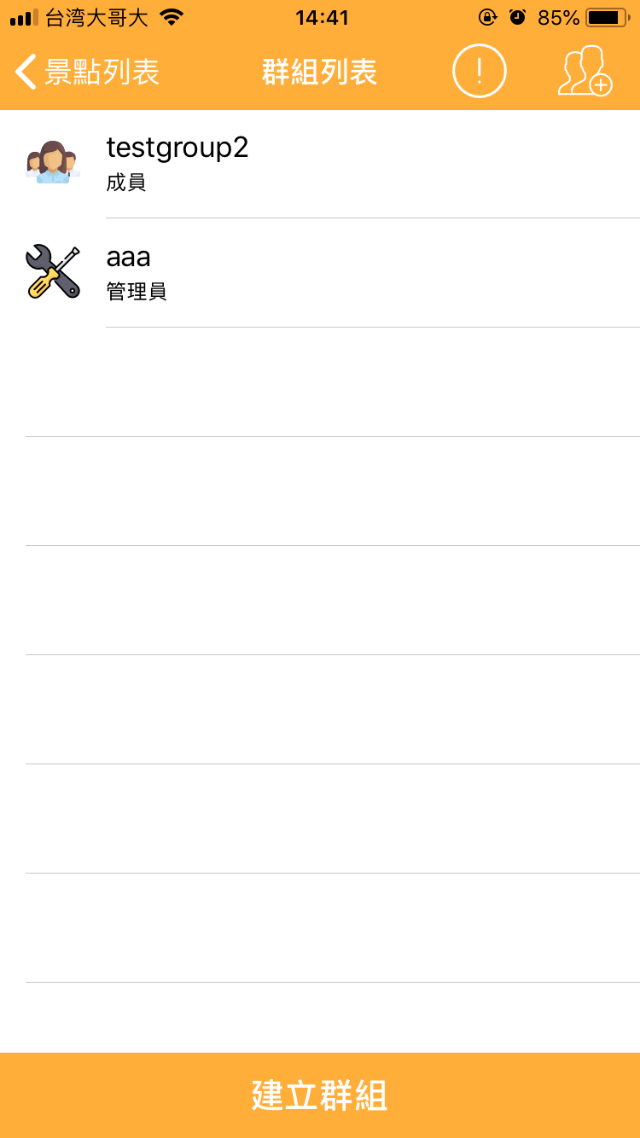 台湾大哥大 14:41 85%
景點列表 群組列表
testgroup2
成員
aaa
管理員
建立群組